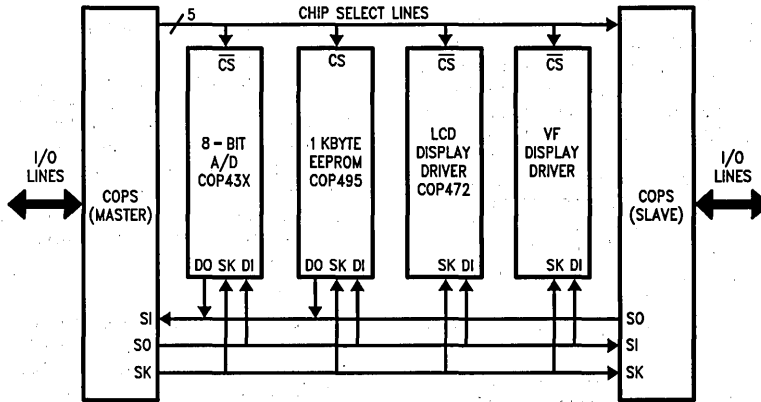 5
CHIP SELECT LINES
CS
CS
CS
CS
8-BIT
A/D
COP43X
1 KBYTE
EEPROM
COP495
LCD
DISPLAY
DRIVER
COP472
VF
DISPLAY
DRIVER
I/O
LINES
COPS
(MASTER)
COPS
(SLAVE)
I/O
LINES
DO SK DI
DO SK DI
SK DI
SK DI
SI
SO
SO
SI
SK
SK